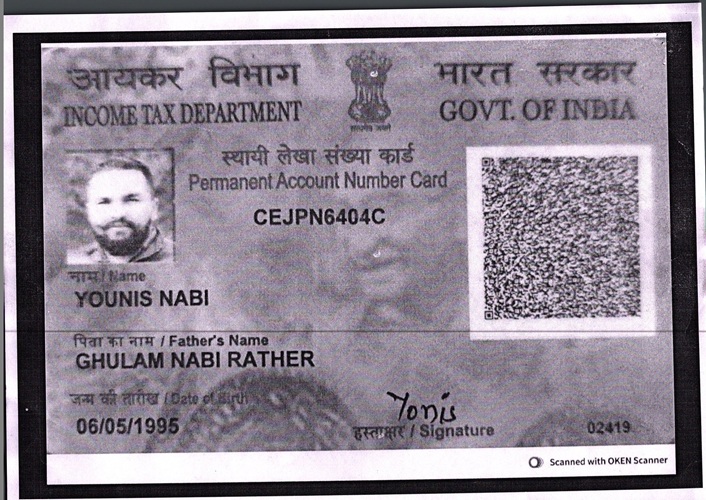 आयकर विभाग
INCOME TAX DEPARTMENT
भारत सरकार
GOVT. OF INDIA
सत्यमेव जयते
स्थायी लेखा संख्या कार्ड
Permanent Account Number Card
CEJPN6404C
नाम / Name
YOUNIS NABI
पिता का नाम / Father's Name
GHULAM NABI RATHER
जन्म की तारीख / Date of Birth
06/05/1995
Yonis
हस्ताक्षर / Signature
02419
Scanned with OKEN Scanner